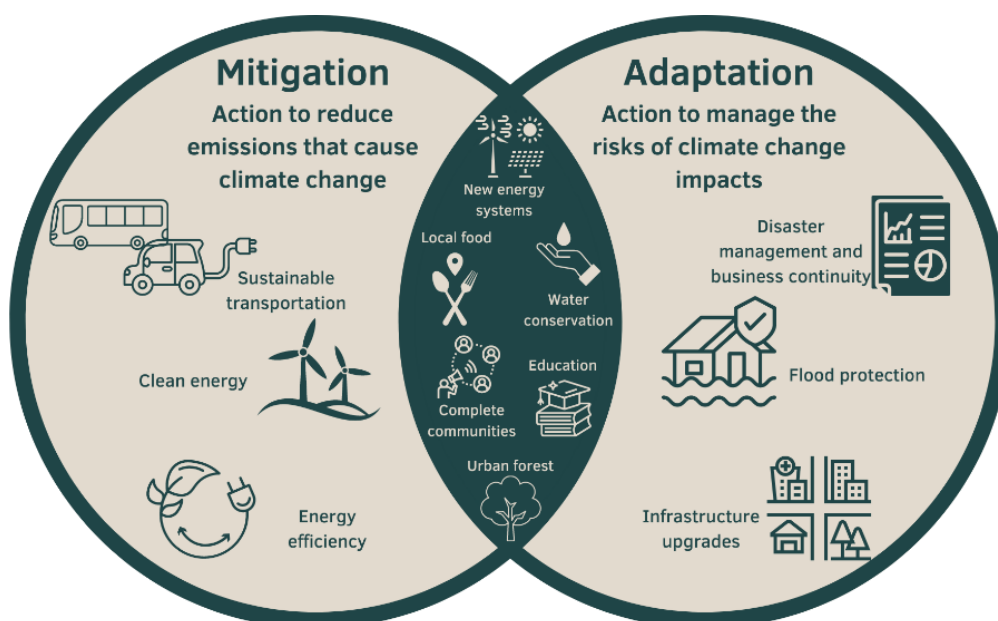 Mitigation
Action to reduce
emissions that cause
climate change
Sustainable
transportation
Clean energy
Energy
efficiency
New energy
systems
Local food
Water
conservation
Education
Complete
communities
Urban forest
Adaptation
Action to manage the
risks of climate change
impacts
Disaster
management and
business continuity
Flood protection
Infrastructure
upgrades